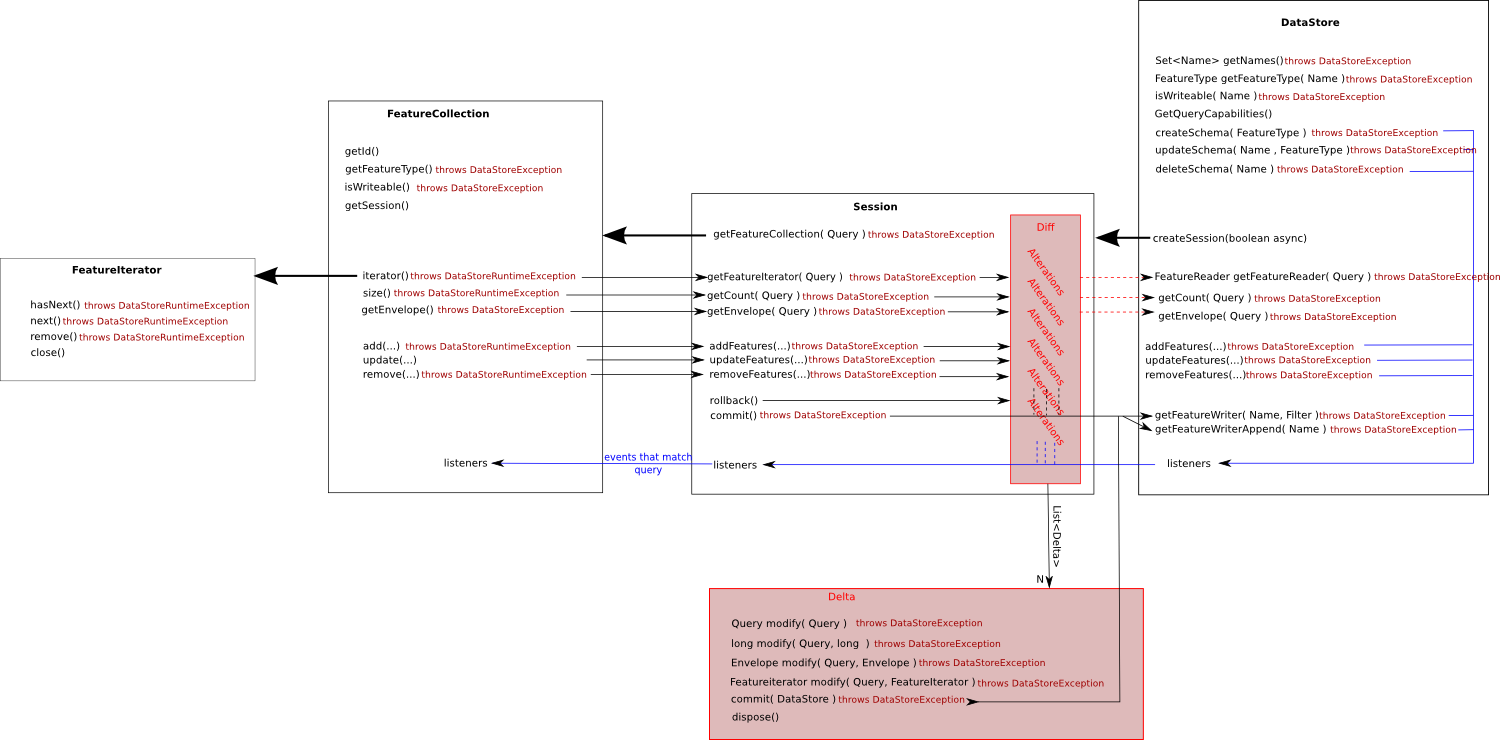 DataStore
Set<Name> getNames() throws DataStoreException
FeatureType getFeatureType( Name ) throws DataStoreException
isWriteable( Name ) throws DataStoreException
GetQueryCapabilities()
createSchema( FeatureType ) throws DataStoreException
updateSchema( Name , FeatureType ) throws DataStoreException
deleteSchema( Name ) throws DataStoreException
createSession(boolean async)
FeatureReader getFeatureReader( Query ) throws DataStoreException
getCount( Query ) throws DataStoreException
getEnvelope( Query ) throws DataStoreException
addFeatures(...) throws DataStoreException
updateFeatures(...) throws DataStoreException
removeFeatures(...) throws DataStoreException
getFeatureWriter( Name, Filter ) throws DataStoreException
getFeatureWriterAppend( Name ) throws DataStoreException
listeners
FeatureCollection
getId()
getFeatureType() throws DataStoreException
isWriteable() throws DataStoreException
getSession()
iterator() throws DataStoreRuntimeException
size() throws DataStoreRuntimeException
getEnvelope() throws DataStoreException
add(...) throws DataStoreRuntimeException
update(...)
remove(...) throws DataStoreRuntimeException
listeners
events that match
query
Session
getFeatureCollection( Query ) throws DataStoreException
getFeatureIterator( Query ) throws DataStoreException
getCount( Query ) throws DataStoreException
getEnvelope( Query ) throws DataStoreException
addFeatures(...) throws DataStoreException
updateFeatures(...) throws DataStoreException
removeFeatures(...) throws DataStoreException
rollback()
commit() throws DataStoreException
listeners
Diff
Alterations
Alterations
Alterations
Alterations
Alterations
Alterations
FeatureIterator
hasNext() throws DataStoreRuntimeException
next() throws DataStoreRuntimeException
remove() throws DataStoreRuntimeException
close()
List<Delta>
N
Delta
Query modify( Query ) throws DataStoreException
long modify( Query, long ) throws DataStoreException
Envelope modify( Query, Envelope ) throws DataStoreException
Featureiterator modify( Query, FeatureIterator ) throws DataStoreException
commit( DataStore ) throws DataStoreException
dispose()